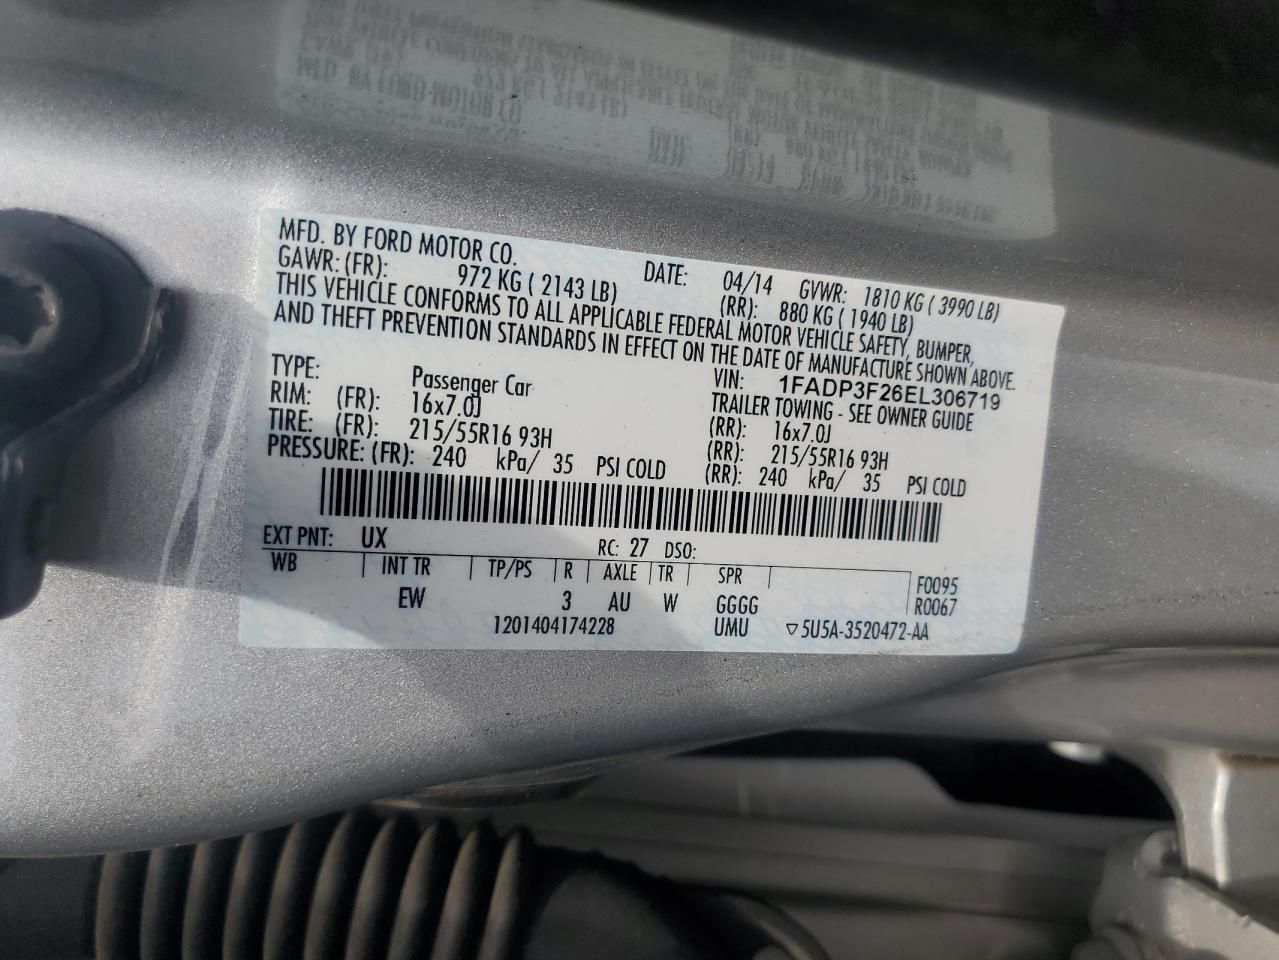 MFD. BY FORD MOTOR CO. DATE: 04/14 GVWR: 1810 KG ( 3990 LB)
GAWR: (FR): 972 KG ( 2143 LB) (RR): 880 KG ( 1940 LB)
THIS VEHICLE CONFORMS TO ALL APPLICABLE FEDERAL MOTOR VEHICLE SAFETY, BUMPER,
AND THEFT PREVENTION STANDARDS IN EFFECT ON THE DATE OF MANUFACTURE SHOWN ABOVE.
VIN: 1FADP3F26EL306719
TYPE: Passenger Car TRAILER TOWING - SEE OWNER GUIDE
RIM: (FR): 16x7.0J (RR): 16x7.0J
TIRE: (FR): 215/55R16 93H (RR): 215/55R16 93H
PRESSURE: (FR): 240 kPa/ 35 PSI COLD (RR): 240 kPa/ 35 PSI COLD
EXT PNT: UX RC: 27 DSO:
WB INT TR TP/PS R AXLE TR SPR F0095
EW 3 AU W GGGG R0067
1201404174228 UMU ▽5U5A-3520472-AA